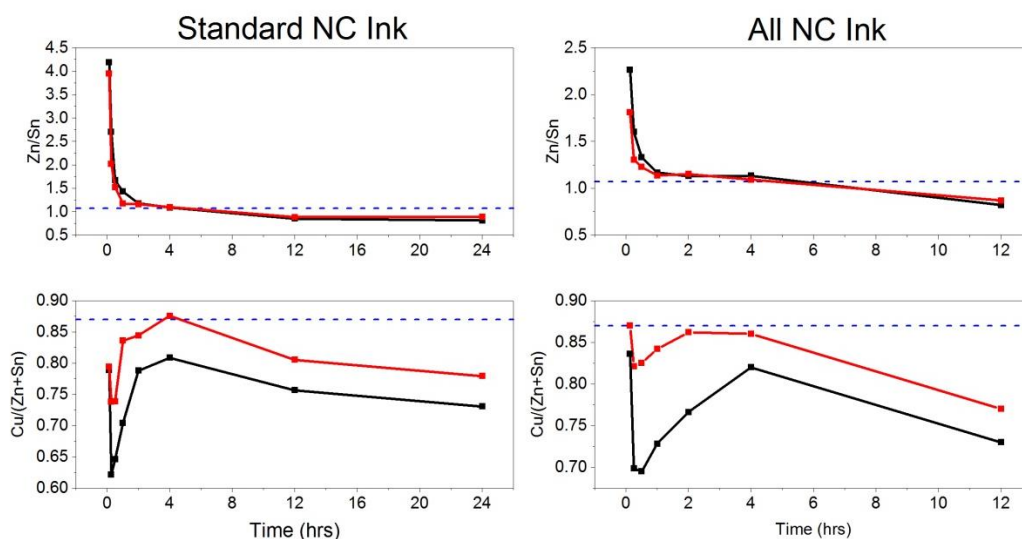 Standard NC Ink
All NC Ink
Zn/Sn
4.5
4.0
3.5
3.0
2.5
2.0
1.5
1.0
0.5
0 4 8 12 16 20 24
Zn/Sn
2.5
2.0
1.5
1.0
0.5
0 2 4 6 8 10 12
Cu/(Zn+Sn)
0.90
0.85
0.80
0.75
0.70
0.65
0.60
0 4 8 12 16 20 24
Time (hrs)
Cu/(Zn+Sn)
0.90
0.85
0.80
0.75
0.70
0 2 4 6 8 10 12
Time (hrs)